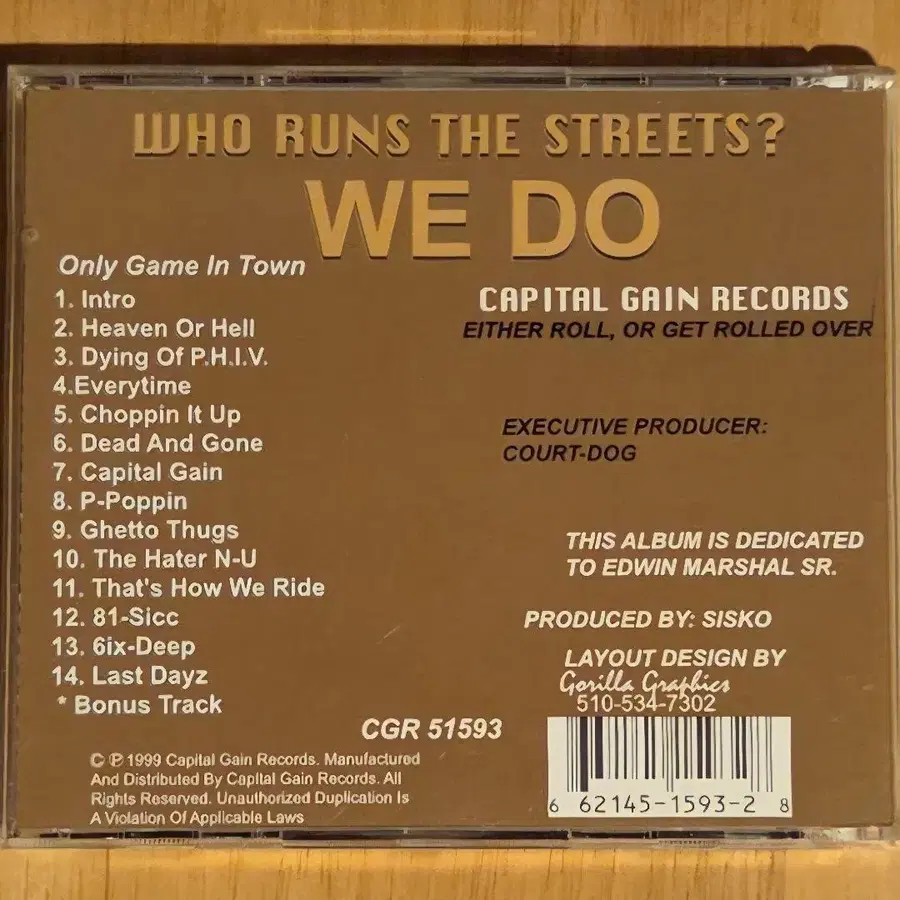 WHO RUNS THE STREETS?
WE DO
Only Game In Town
1. Intro
2. Heaven Or Hell
3. Dying Of P.H.I.V.
4.Everytime
5. Choppin It Up
6. Dead And Gone
7. Capital Gain
8. P-Poppin
9. Ghetto Thugs
10. The Hater N-U
11. That's How We Ride
12. 81-Sicc
13. 6ix-Deep
14. Last Dayz
* Bonus Track
CAPITAL GAIN RECORDS
EITHER ROLL, OR GET ROLLED OVER
EXECUTIVE PRODUCER:
COURT-DOG
THIS ALBUM IS DEDICATED
TO EDWIN MARSHAL SR.
PRODUCED BY: SISKO
LAYOUT DESIGN BY
Gorilla Graphics
510-534-7302
CGR 51593
© ℗ 1999 Capital Gain Records. Manufactured
And Distributed By Capital Gain Records. All
Rights Reserved. Unauthorized Duplication Is
A Violation Of Applicable Laws
6 62145-1593-2 8